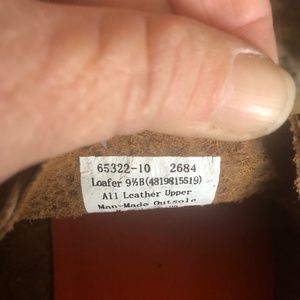 65322-10 2684
Loafer 9½B(4819815519)
All Leather Upper
Man-Made Outsole